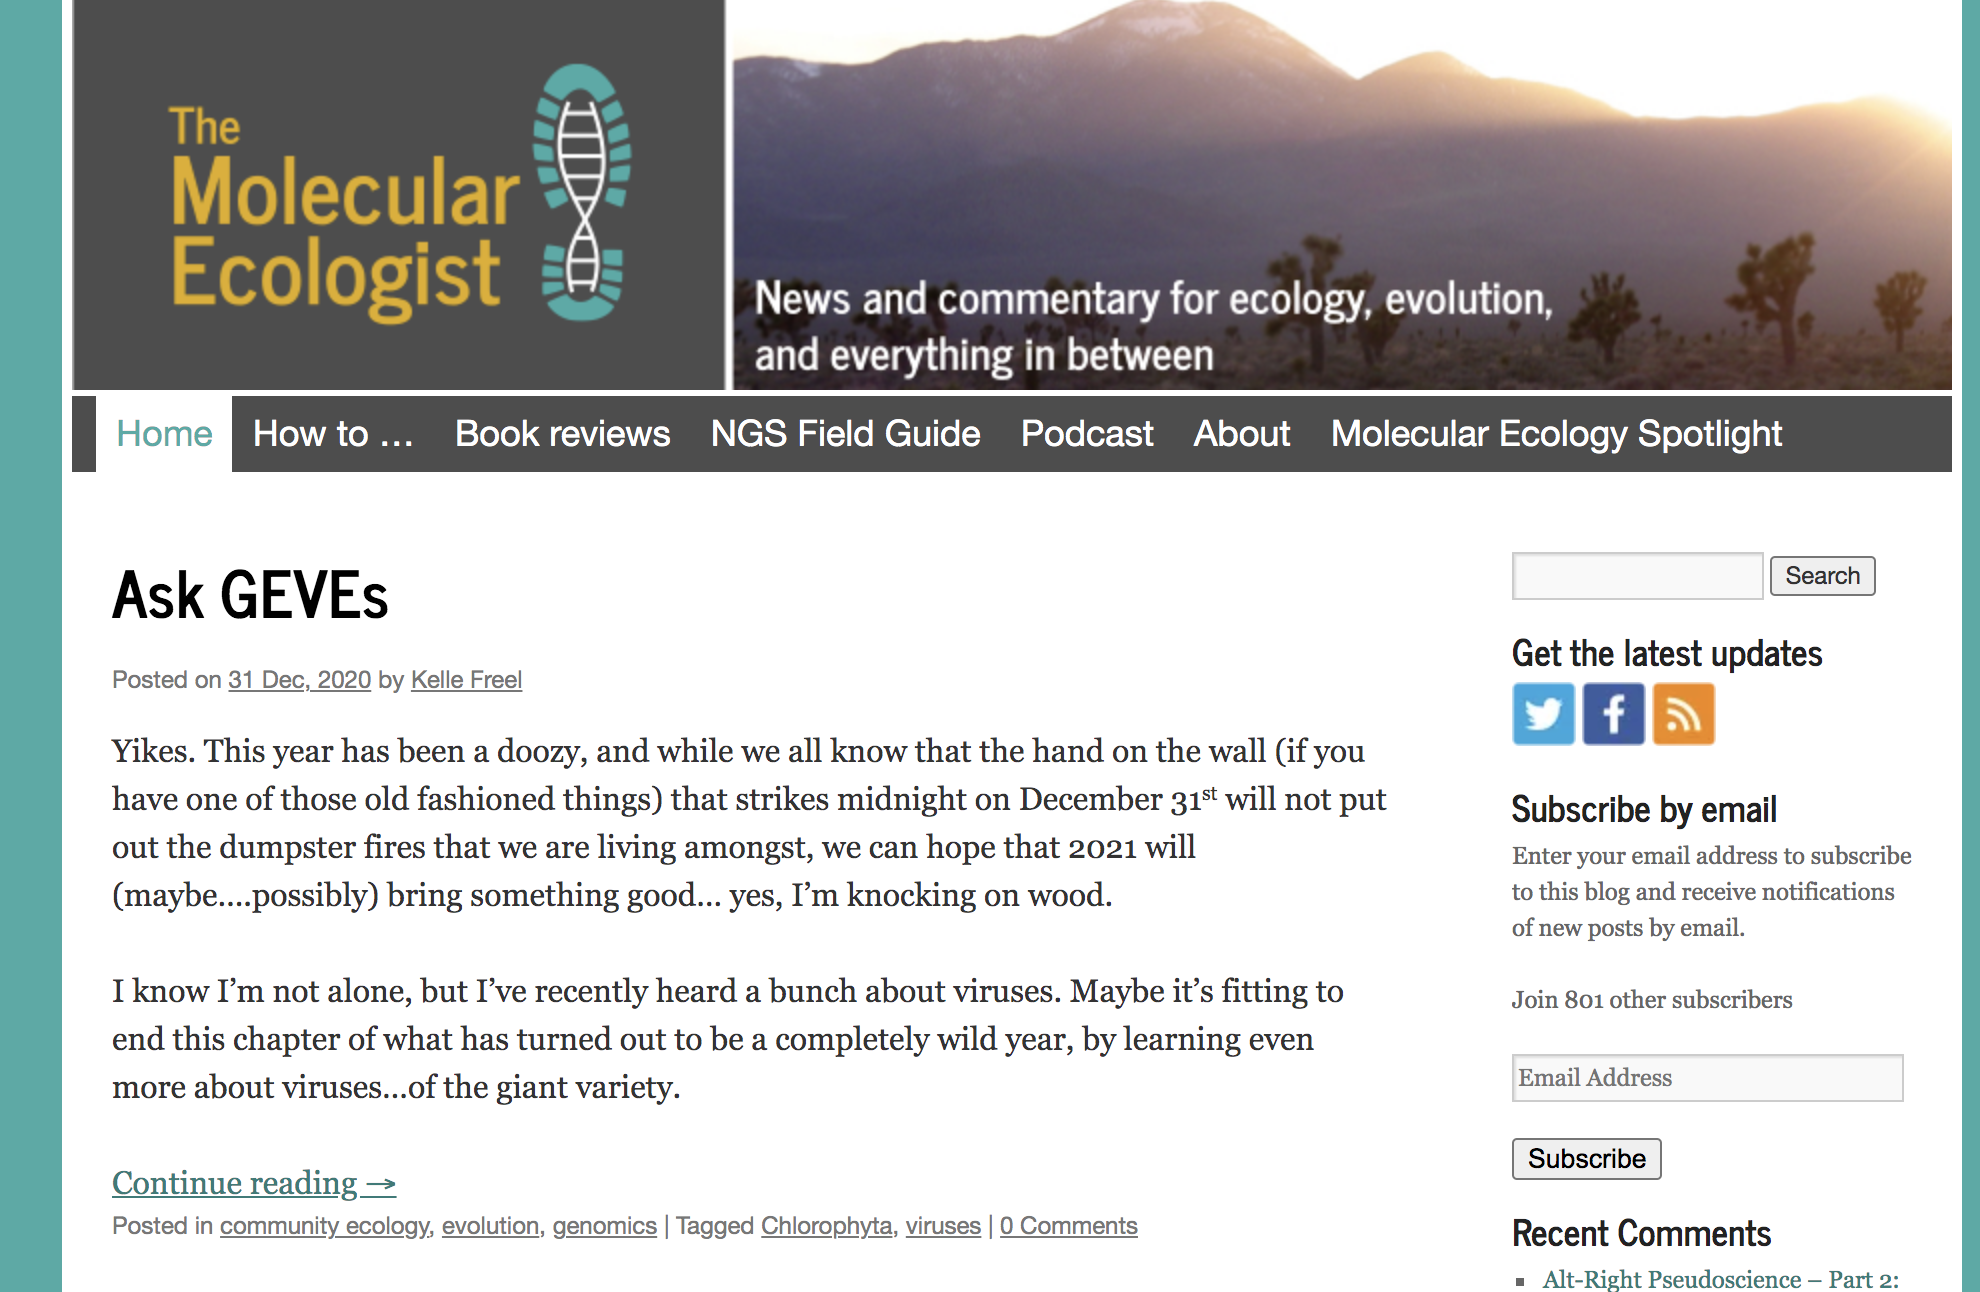 The
Molecular
Ecologist
News and commentary for ecology, evolution,
and everything in between
Home How to … Book reviews NGS Field Guide Podcast About Molecular Ecology Spotlight
Ask GEVEs
Posted on 31 Dec, 2020 by Kelle Freel
Yikes. This year has been a doozy, and while we all know that the hand on the wall (if you
have one of those old fashioned things) that strikes midnight on December 31st will not put
out the dumpster fires that we are living amongst, we can hope that 2021 will
(maybe....possibly) bring something good... yes, I’m knocking on wood.
I know I’m not alone, but I’ve recently heard a bunch about viruses. Maybe it’s fitting to
end this chapter of what has turned out to be a completely wild year, by learning even
more about viruses...of the giant variety.
Continue reading →
Posted in community ecology, evolution, genomics | Tagged Chlorophyta, viruses | 0 Comments
Search
Get the latest updates
Subscribe by email
Enter your email address to subscribe
to this blog and receive notifications
of new posts by email.
Join 801 other subscribers
Email Address
Subscribe
Recent Comments
Alt-Right Pseudoscience – Part 2: